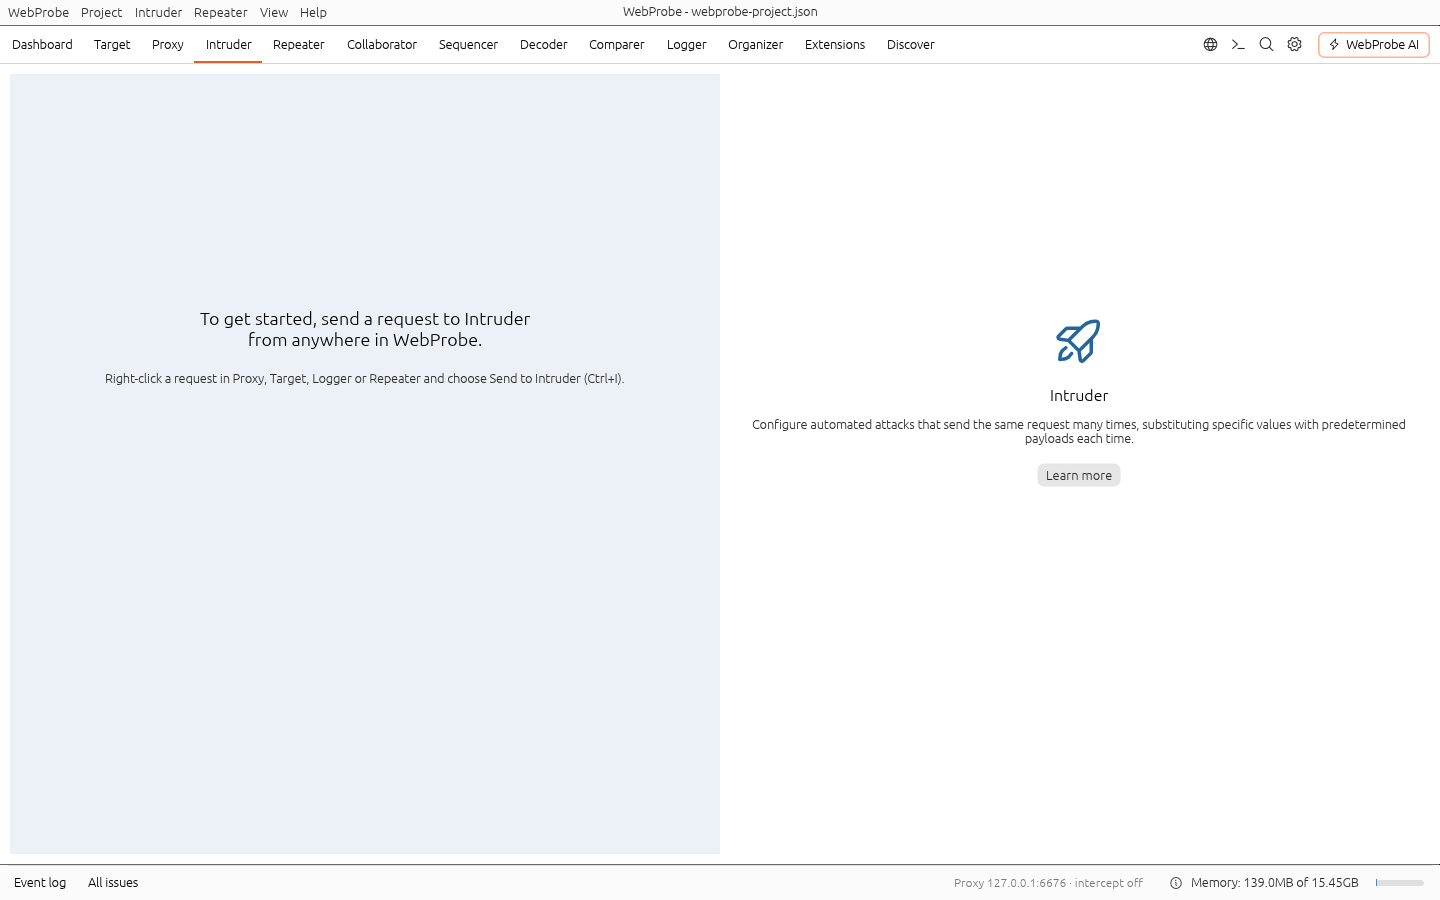 WebProbe Project Intruder Repeater View Help
WebProbe - webprobe-project.json
Dashboard Target Proxy Intruder Repeater Collaborator Sequencer Decoder Comparer Logger Organizer Extensions Discover
WebProbe AI
To get started, send a request to Intruder
from anywhere in WebProbe.
Right-click a request in Proxy, Target, Logger or Repeater and choose Send to Intruder (Ctrl+I).
Intruder
Configure automated attacks that send the same request many times, substituting specific values with predetermined
payloads each time.
Learn more
Event log All issues
Proxy 127.0.0.1:6676 · intercept off
Memory: 139.0MB of 15.45GB